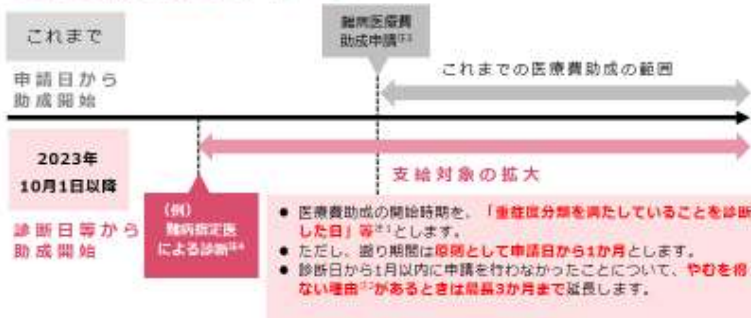 これまで
申請日から
助成開始
難病医療費
助成申請
これまでの医療費助成の範囲
2023年
10月1日以降
診断日等から
助成開始
(例)
難病指定医
による診断
支給対象の拡大
● 医療費助成の開始時期を、「重症度分類を満たしていることを診断
した日」等とします。
● ただし、遡り期間は原則として申請日から1か月とします。
● 診断日から1月以内に申請を行わなかったことについて、やむを得
ない理由があるときは最長3か月まで延長します。